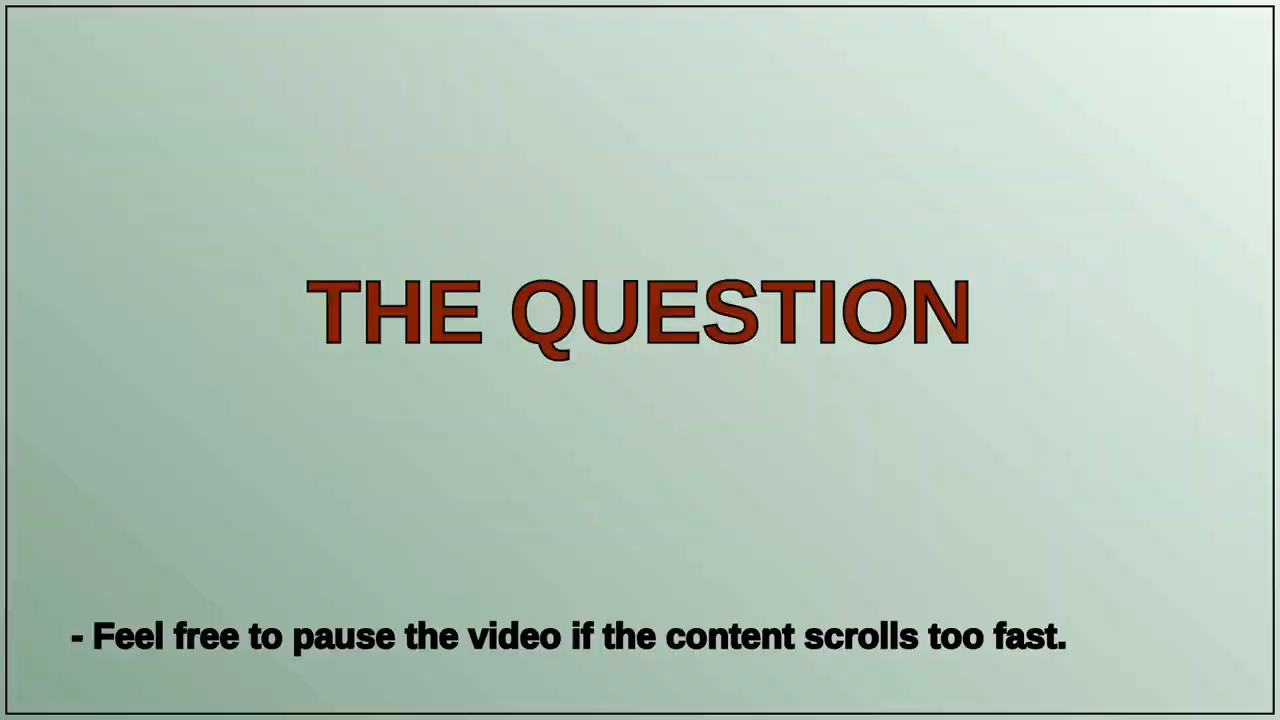 THE QUESTION
- Feel free to pause the video if the content scrolls too fast.